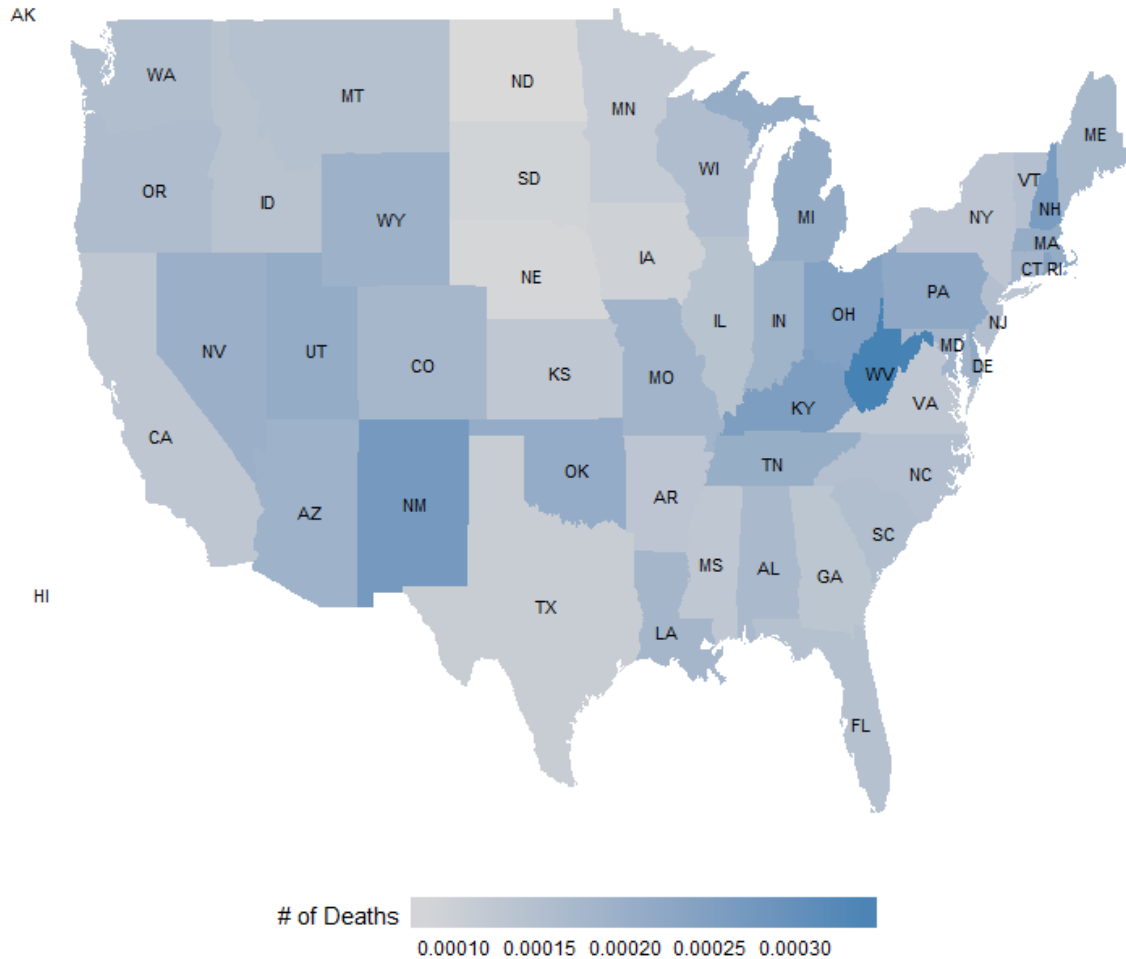 AK
WA
MT
ND
MN
ME
OR
ID
WY
SD
WI
MI
VT
NH
NY
MA
CT RI
NE
IA
PA
NV
UT
CO
KS
MO
IL
IN
OH
NJ
MD
DE
WV
VA
KY
CA
AZ
NM
OK
AR
TN
NC
SC
MS
AL
GA
HI
TX
LA
FL
# of Deaths
0.00010 0.00015 0.00020 0.00025 0.00030